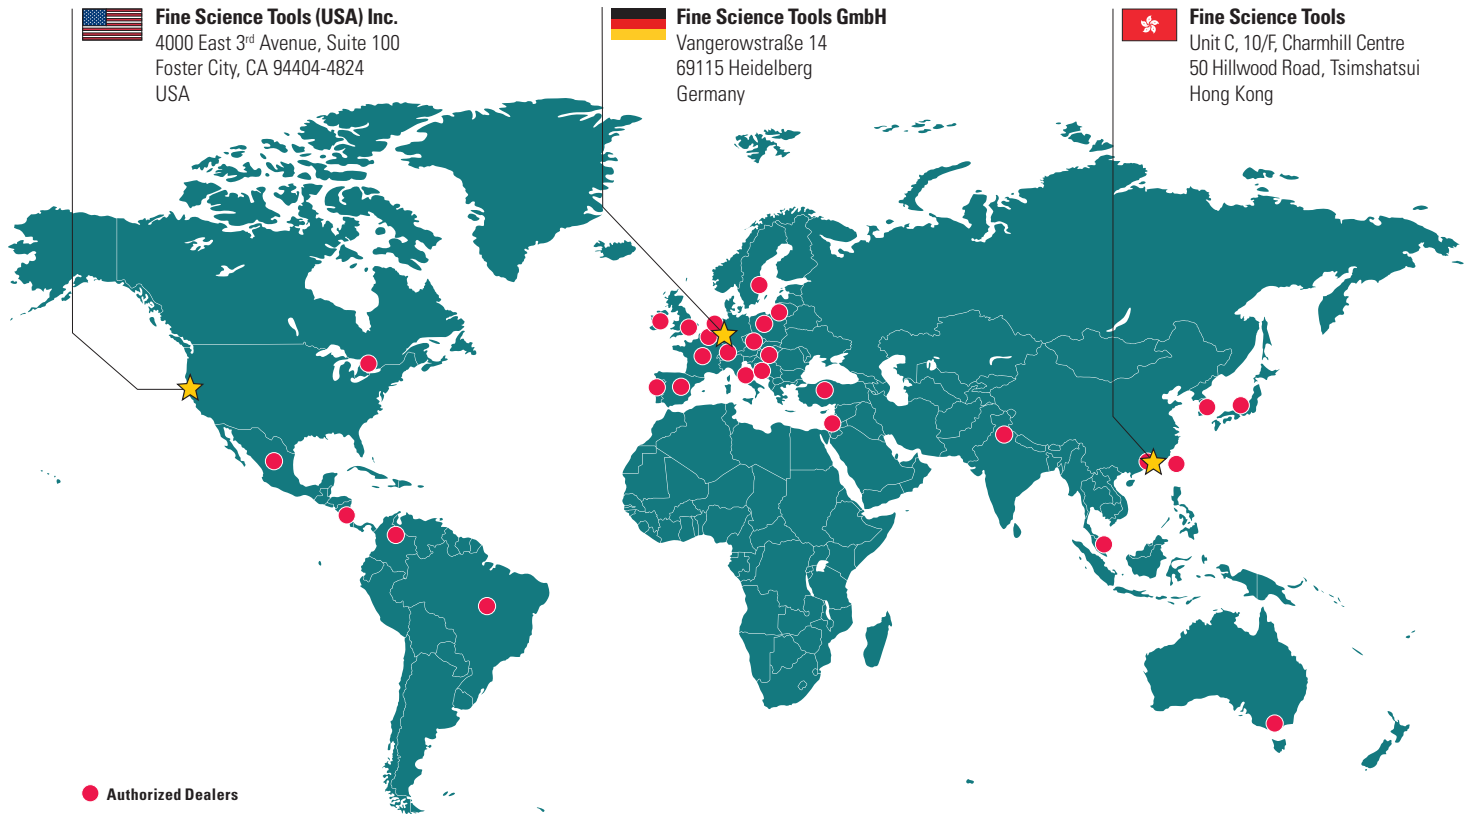 Fine Science Tools (USA) Inc.
4000 East 3rd Avenue, Suite 100
Foster City, CA 94404-4824
USA
Fine Science Tools GmbH
Vangerowstraße 14
69115 Heidelberg
Germany
Fine Science Tools
Unit C, 10/F, Charmhill Centre
50 Hillwood Road, Tsimshatsui
Hong Kong
Authorized Dealers